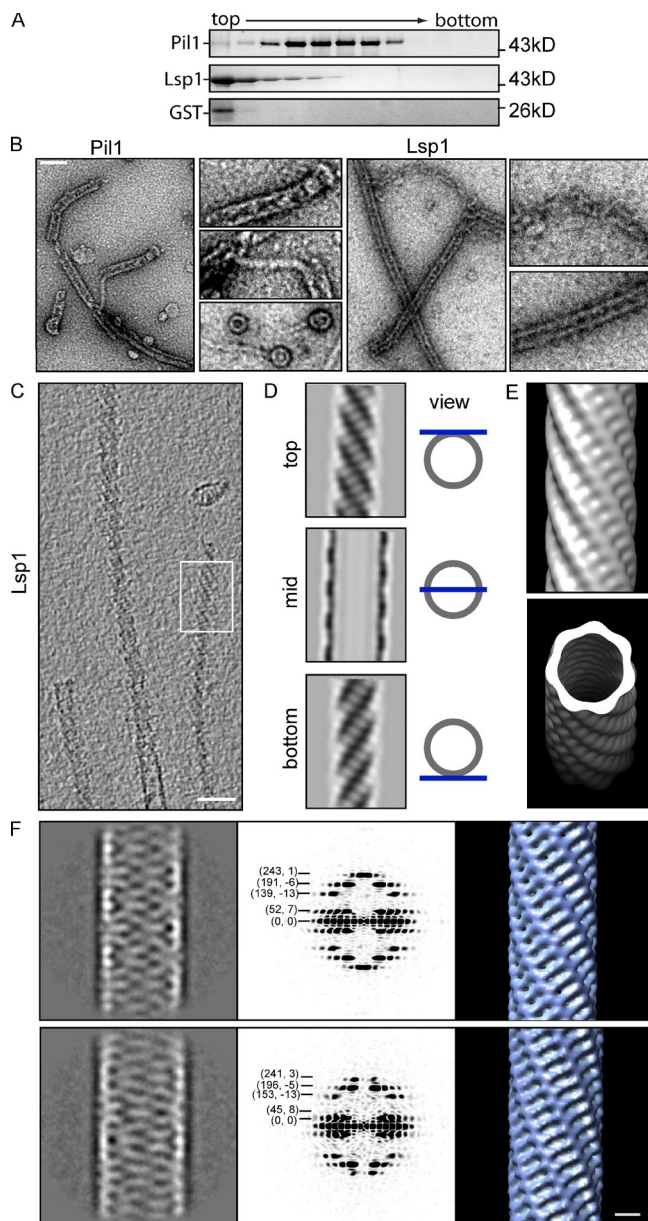 A
top bottom
Pil1 43kD
Lsp1 43kD
GST 26kD
B
Pil1 Lsp1
C
Lsp1
D
view
top
mid
bottom
E
F
(243, 1)
(191, -6)
(139, -13)
(52, 7)
(0, 0)
(241, 3)
(196, -5)
(153, -13)
(45, 8)
(0, 0)